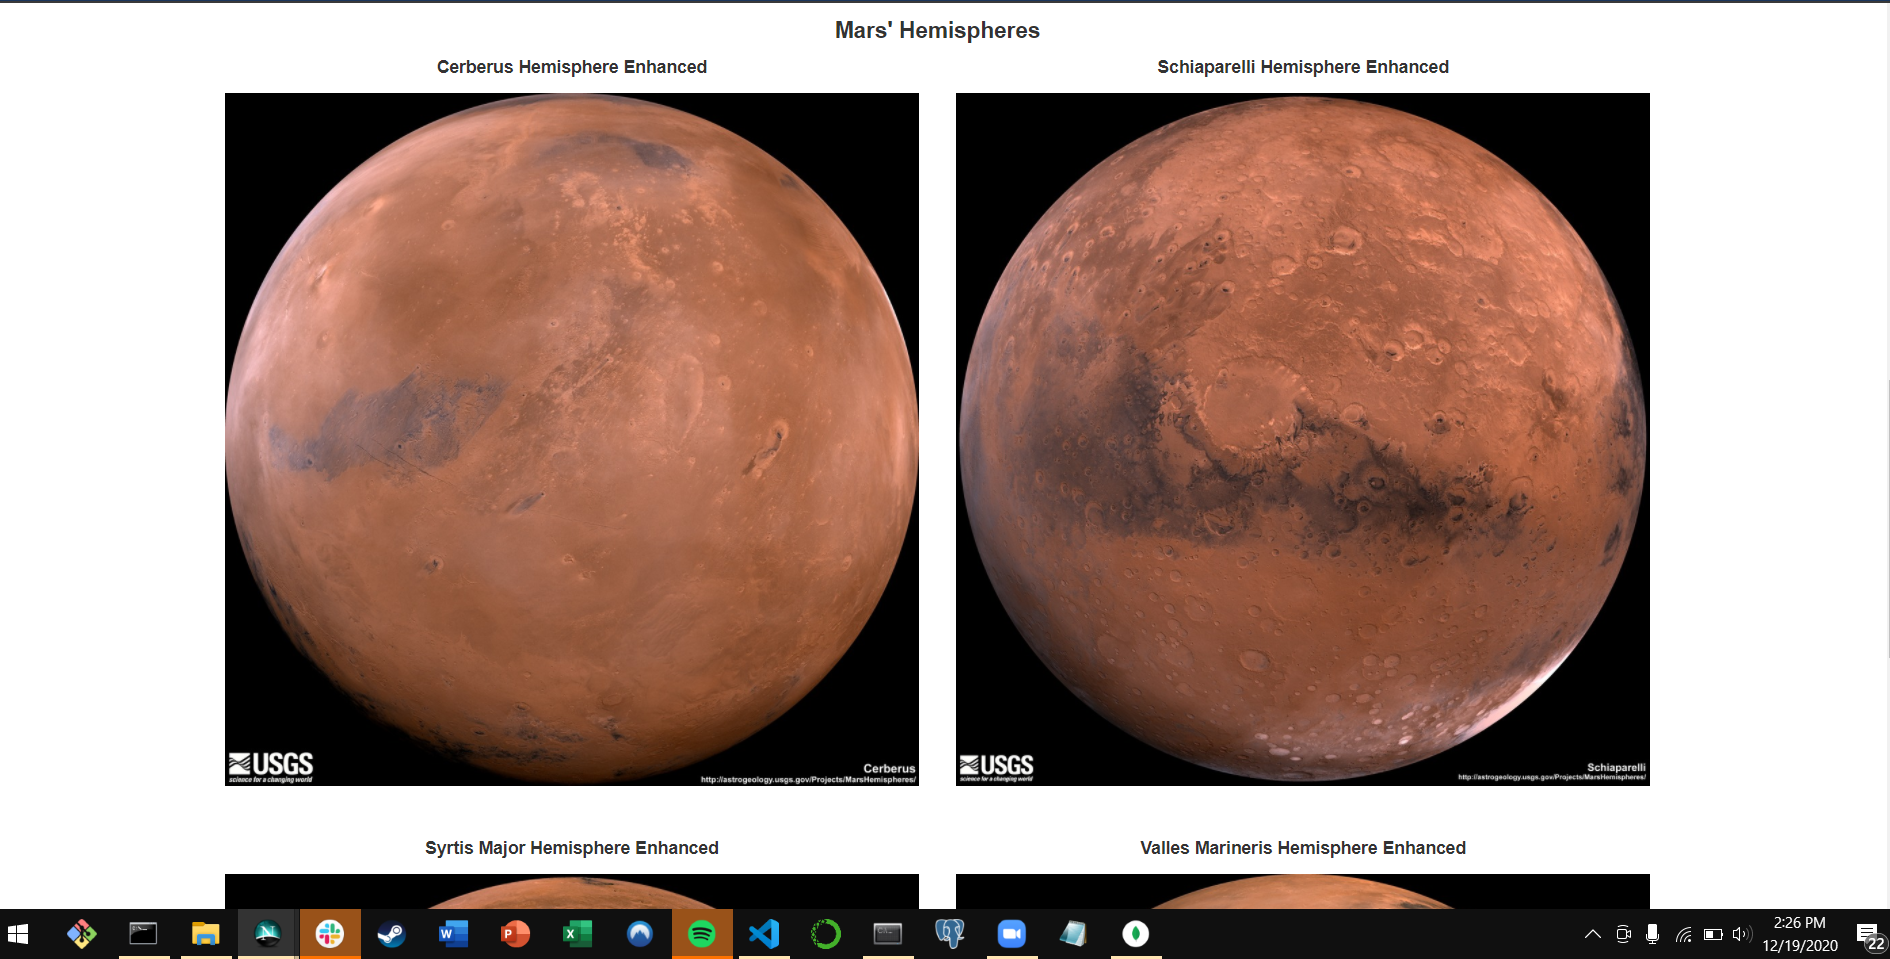 Mars' Hemispheres
Cerberus Hemisphere Enhanced
Schiaparelli Hemisphere Enhanced
USGS
science for a changing world
Cerberus
http://astrogeology.usgs.gov/Projects/MarsHemispheres/
USGS
science for a changing world
Schiaparelli
http://astrogeology.usgs.gov/Projects/MarsHemispheres/
Syrtis Major Hemisphere Enhanced
Valles Marineris Hemisphere Enhanced
N
W
P
X
2:26 PM
12/19/2020
22